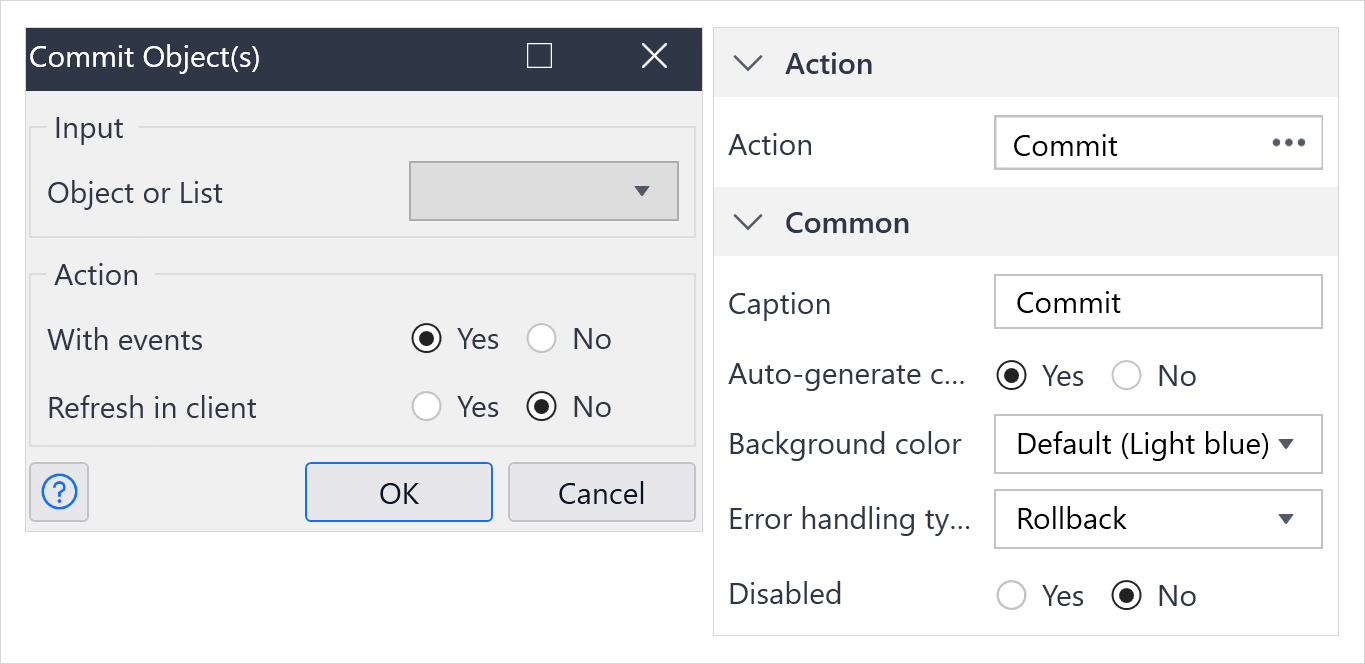 Commit Object(s)
Input
Object or List
Action
With events Yes No
Refresh in client Yes No
? OK Cancel
Action
Action Commit •••
Common
Caption Commit
Auto-generate c... Yes No
Background color Default (Light blue)
Error handling ty... Rollback
Disabled Yes No